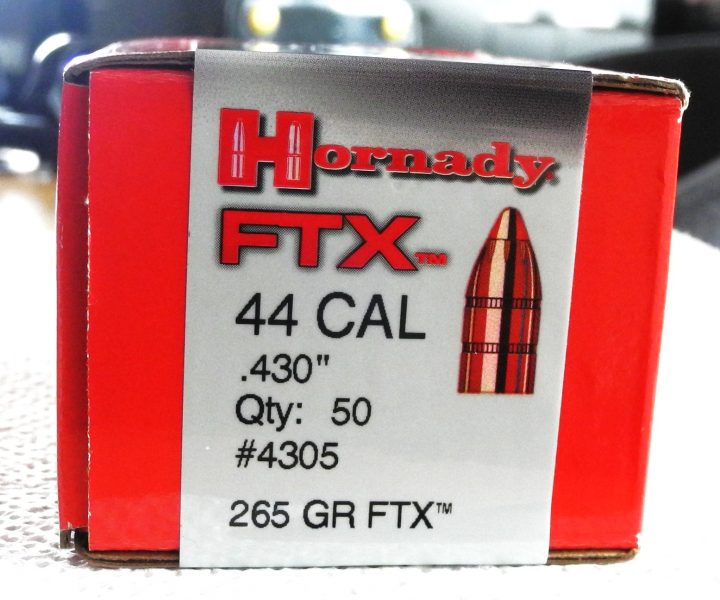 Hornady®
FTX™
44 CAL
.430"
Qty: 50
#4305
265 GR FTX™